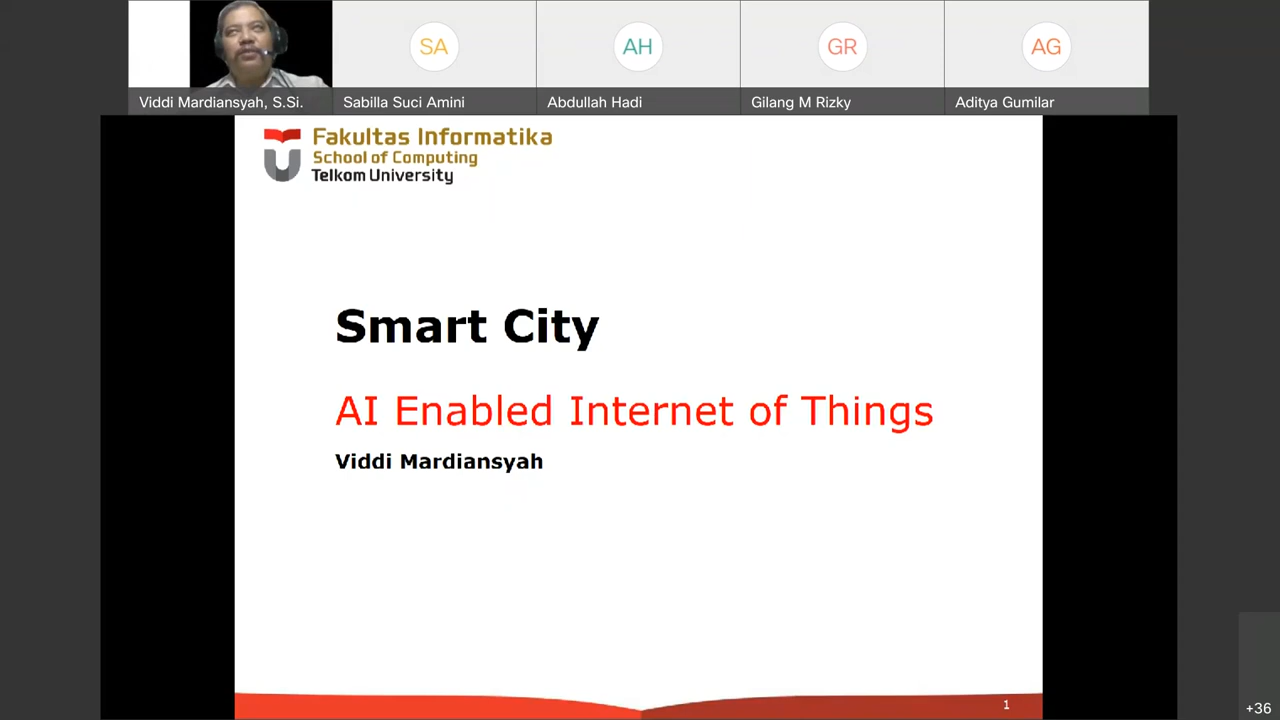 SA
AH
GR
AG
Viddi Mardiansyah, S.Si.
Sabilla Suci Amini
Abdullah Hadi
Gilang M Rizky
Aditya Gumilar
Fakultas Informatika
School of Computing
Telkom University
Smart City
AI Enabled Internet of Things
Viddi Mardiansyah
1
+36